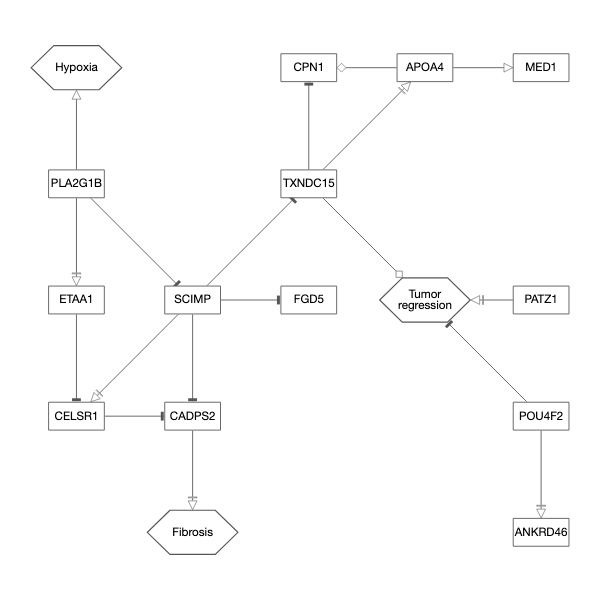 Hypoxia
CPN1
APOA4
MED1
PLA2G1B
TXNDC15
ETAA1
SCIMP
FGD5
Tumor
regression
PATZ1
CELSR1
CADPS2
POU4F2
Fibrosis
ANKRD46